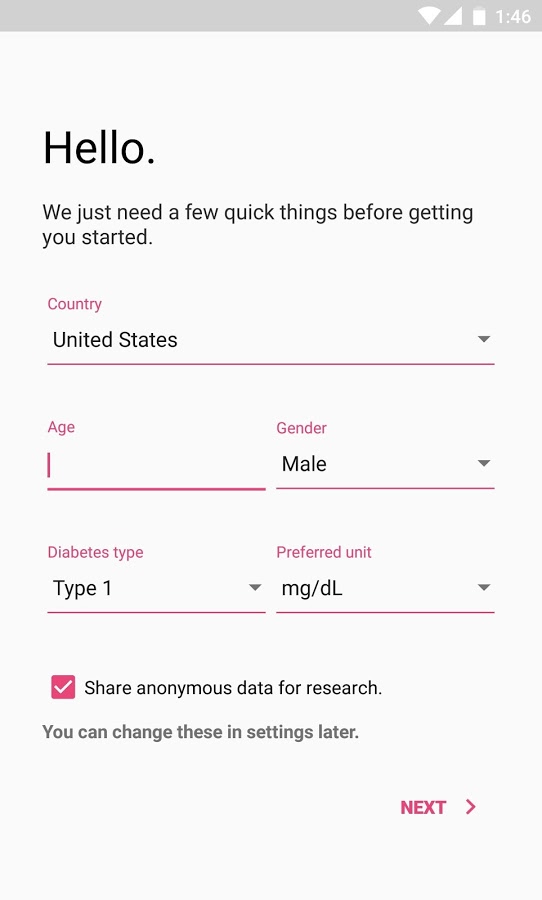 1:46
Hello.
We just need a few quick things before getting
you started.
Country
United States
Age
Gender
Male
Diabetes type
Preferred unit
Type 1
mg/dL
Share anonymous data for research.
You can change these in settings later.
NEXT